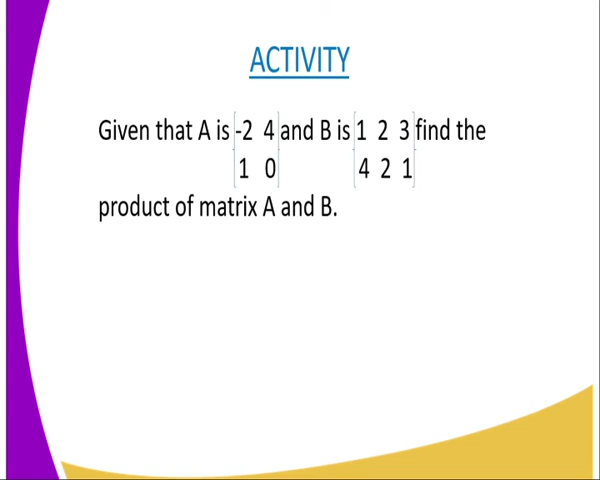 ACTIVITY
Given that A is [-2 4] and B is [1 2 3] find the
[1 0] [4 2 1]
product of matrix A and B.